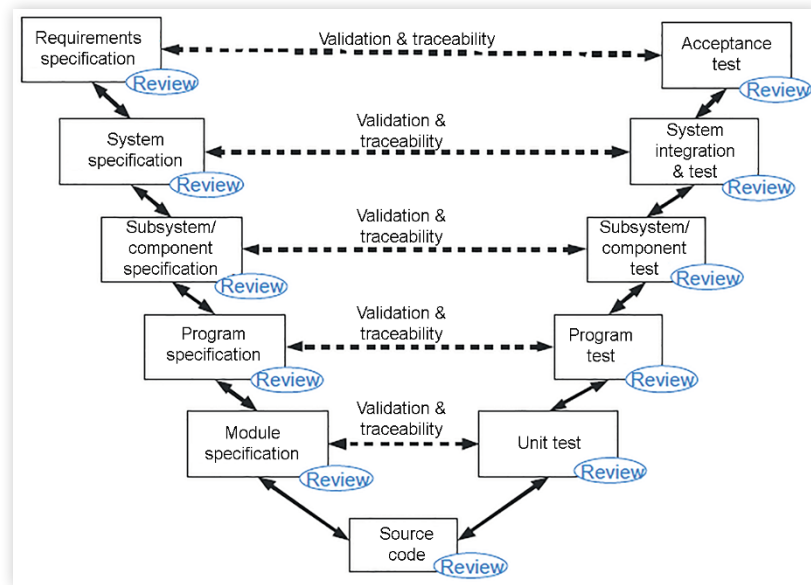 Requirements
specification
Review
Validation & traceability
Acceptance
test
Review
System
specification
Review
Validation &
traceability
System
integration
& test
Review
Subsystem/
component
specification
Review
Validation &
traceability
Subsystem/
component
test
Review
Program
specification
Review
Validation &
traceability
Program
test
Review
Module
specification
Review
Validation &
traceability
Unit test
Review
Source
code
Review